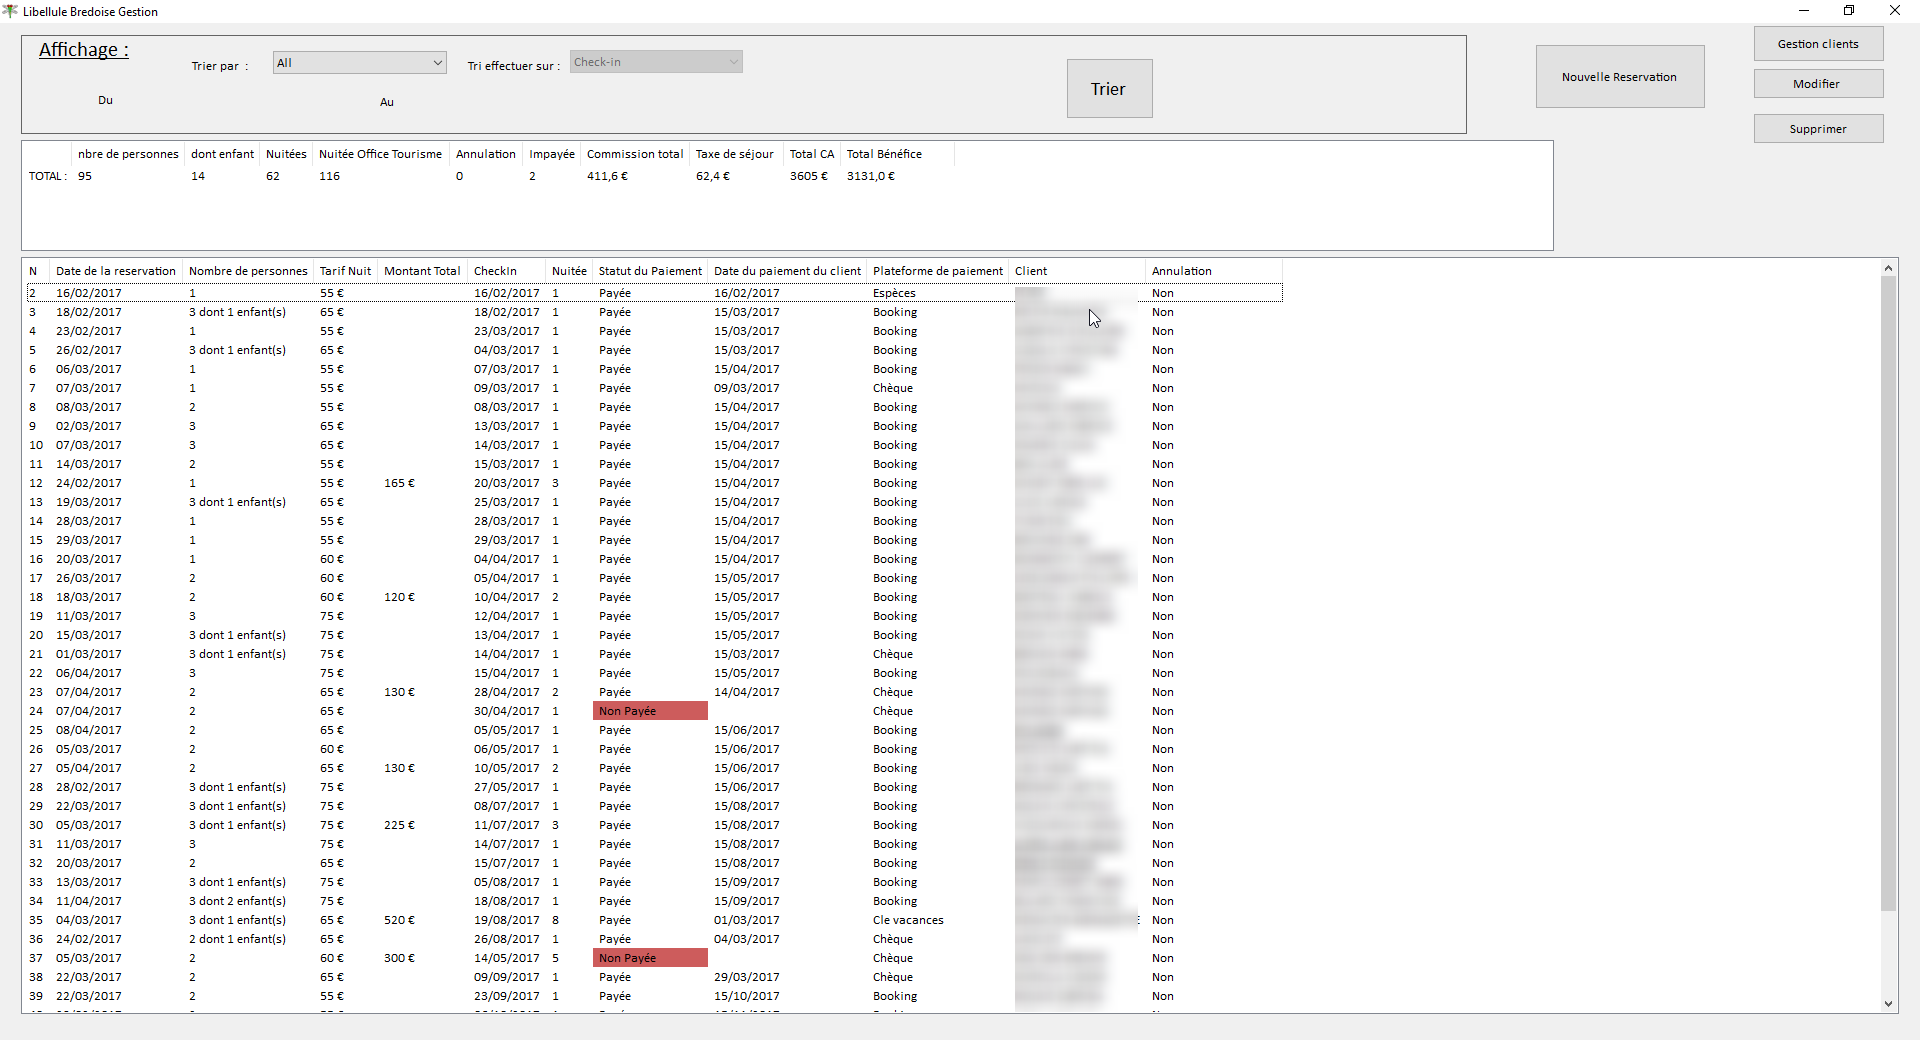 Libellule Bredoise Gestion
Affichage :
Trier par : All Tri effectuer sur : Check-in
Du Au
Trier
Nouvelle Reservation
Gestion clients
Modifier
Supprimer
nbre de personnes dont enfant Nuitées Nuitée Office Tourisme Annulation Impayée Commission total Taxe de séjour Total CA Total Bénéfice
TOTAL : 95 14 62 116 0 2 411,6 € 62,4 € 3605 € 3131,0 €
N Date de la reservation Nombre de personnes Tarif Nuit Montant Total CheckIn Nuitée Statut du Paiement Date du paiement du client Plateforme de paiement Client Annulation
2 16/02/2017 1 55 € 16/02/2017 1 Payée 16/02/2017 Espèces Non
3 18/02/2017 3 dont 1 enfant(s) 65 € 18/02/2017 1 Payée 15/03/2017 Booking Non
4 23/02/2017 1 55 € 23/03/2017 1 Payée 15/03/2017 Booking Non
5 26/02/2017 3 dont 1 enfant(s) 65 € 04/03/2017 1 Payée 15/03/2017 Booking Non
6 06/03/2017 1 55 € 07/03/2017 1 Payée 15/04/2017 Booking Non
7 07/03/2017 1 55 € 09/03/2017 1 Payée 09/03/2017 Chèque Non
8 08/03/2017 2 55 € 08/03/2017 1 Payée 15/04/2017 Booking Non
9 02/03/2017 3 65 € 13/03/2017 1 Payée 15/04/2017 Booking Non
10 07/03/2017 3 65 € 14/03/2017 1 Payée 15/04/2017 Booking Non
11 14/03/2017 2 55 € 15/03/2017 1 Payée 15/04/2017 Booking Non
12 24/02/2017 1 55 € 165 € 20/03/2017 3 Payée 15/04/2017 Booking Non
13 19/03/2017 3 dont 1 enfant(s) 65 € 25/03/2017 1 Payée 15/04/2017 Booking Non
14 28/03/2017 1 55 € 28/03/2017 1 Payée 15/04/2017 Booking Non
15 29/03/2017 1 55 € 29/03/2017 1 Payée 15/04/2017 Booking Non
16 20/03/2017 1 60 € 04/04/2017 1 Payée 15/04/2017 Booking Non
17 26/03/2017 2 60 € 05/04/2017 1 Payée 15/05/2017 Booking Non
18 18/03/2017 2 60 € 120 € 10/04/2017 2 Payée 15/05/2017 Booking Non
19 11/03/2017 3 75 € 12/04/2017 1 Payée 15/05/2017 Booking Non
20 15/03/2017 3 dont 1 enfant(s) 75 € 13/04/2017 1 Payée 15/05/2017 Booking Non
21 01/03/2017 3 dont 1 enfant(s) 75 € 14/04/2017 1 Payée 15/03/2017 Chèque Non
22 06/04/2017 3 75 € 15/04/2017 1 Payée 15/05/2017 Booking Non
23 07/04/2017 2 65 € 130 € 28/04/2017 2 Payée 14/04/2017 Chèque Non
24 07/04/2017 2 65 € 30/04/2017 1 Non Payée Chèque Non
25 08/04/2017 2 65 € 05/05/2017 1 Payée 15/06/2017 Booking Non
26 05/03/2017 2 60 € 06/05/2017 1 Payée 15/06/2017 Booking Non
27 05/04/2017 2 65 € 130 € 10/05/2017 2 Payée 15/06/2017 Booking Non
28 28/02/2017 3 dont 1 enfant(s) 75 € 27/05/2017 1 Payée 15/06/2017 Booking Non
29 22/03/2017 3 dont 1 enfant(s) 75 € 08/07/2017 1 Payée 15/08/2017 Booking Non
30 05/03/2017 3 dont 1 enfant(s) 75 € 225 € 11/07/2017 3 Payée 15/08/2017 Booking Non
31 11/03/2017 3 75 € 14/07/2017 1 Payée 15/08/2017 Booking Non
32 20/03/2017 2 65 € 15/07/2017 1 Payée 15/08/2017 Booking Non
33 13/03/2017 3 dont 1 enfant(s) 75 € 05/08/2017 1 Payée 15/09/2017 Booking Non
34 11/04/2017 3 dont 2 enfant(s) 75 € 18/08/2017 1 Payée 15/09/2017 Booking Non
35 04/03/2017 3 dont 1 enfant(s) 65 € 520 € 19/08/2017 8 Payée 01/03/2017 Cle vacances Non
36 24/02/2017 2 dont 1 enfant(s) 65 € 26/08/2017 1 Payée 04/03/2017 Chèque Non
37 05/03/2017 2 60 € 300 € 14/05/2017 5 Non Payée Chèque Non
38 22/03/2017 2 65 € 09/09/2017 1 Payée 29/03/2017 Chèque Non
39 22/03/2017 2 55 € 23/09/2017 1 Payée 15/10/2017 Booking Non